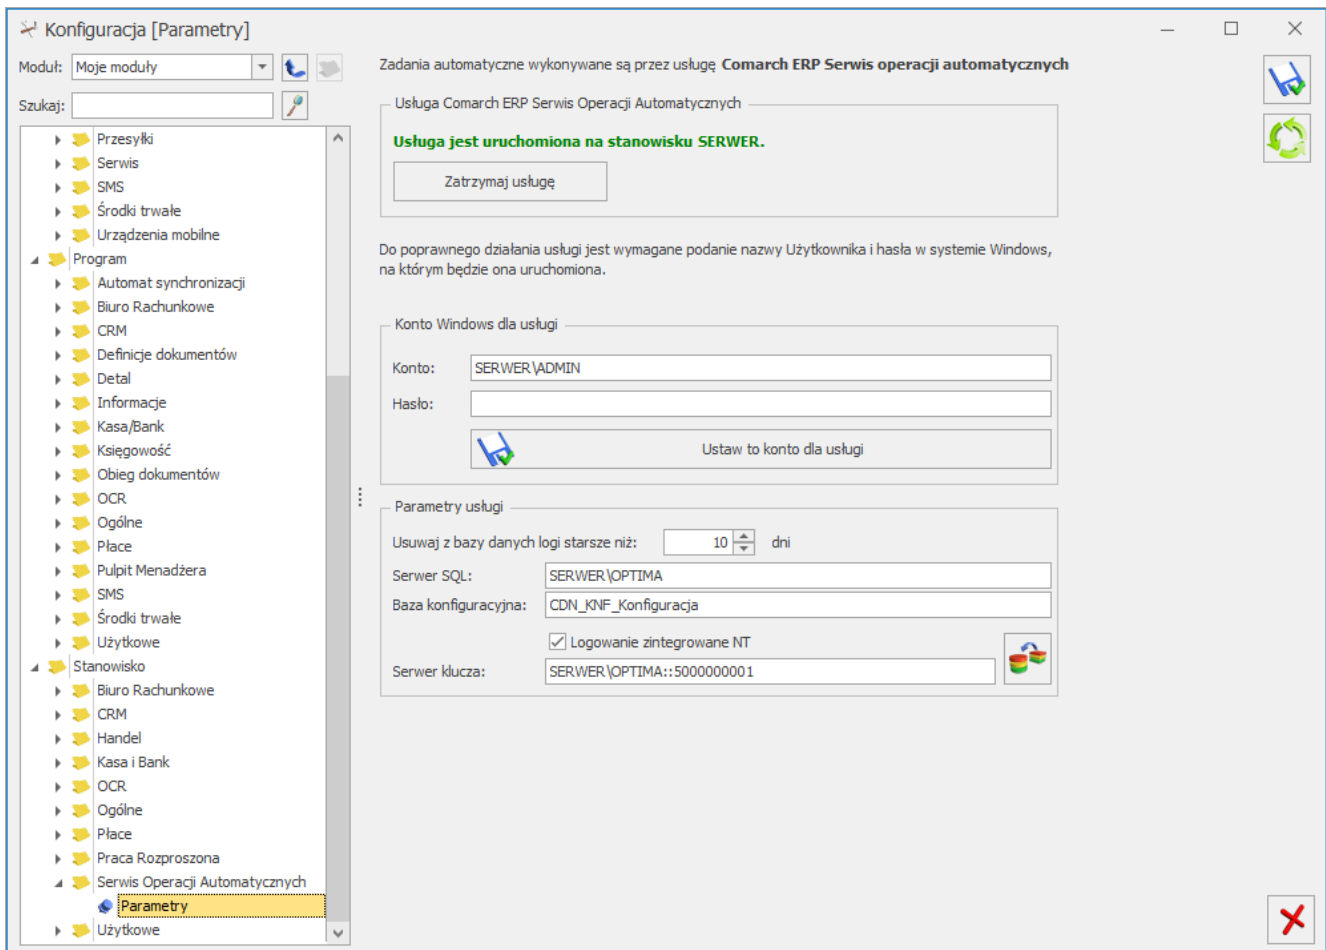 Konfiguracja [Parametry]
Moduł: Moje moduły
Szukaj:
Przesyłki
Serwis
SMS
Środki trwałe
Urządzenia mobilne
Program
Automat synchronizacji
Biuro Rachunkowe
CRM
Definicje dokumentów
Detal
Informacje
Kasa/Bank
Księgowość
Obieg dokumentów
OCR
Ogólne
Płace
Pulpit Menadżera
SMS
Środki trwałe
Użytkowe
Stanowisko
Biuro Rachunkowe
CRM
Handel
Kasa i Bank
OCR
Ogólne
Płace
Praca Rozproszona
Serwis Operacji Automatycznych
Parametry
Użytkowe
Zadania automatyczne wykonywane są przez usługę Comarch ERP Serwis operacji automatycznych
Usługa Comarch ERP Serwis Operacji Automatycznych
Usługa jest uruchomiona na stanowisku SERWER.
Zatrzymaj usługę
Do poprawnego działania usługi jest wymagane podanie nazwy Użytkownika i hasła w systemie Windows,
na którym będzie ona uruchomiona.
Konto Windows dla usługi
Konto: SERWER\ADMIN
Hasło:
Ustaw to konto dla usługi
Parametry usługi
Usuwaj z bazy danych logi starsze niż: 10 dni
Serwer SQL: SERWER\OPTIMA
Baza konfiguracyjna: CDN_KNF_Konfiguracja
Logowanie zintegrowane NT
Serwer klucza: SERWER\OPTIMA::5000000001